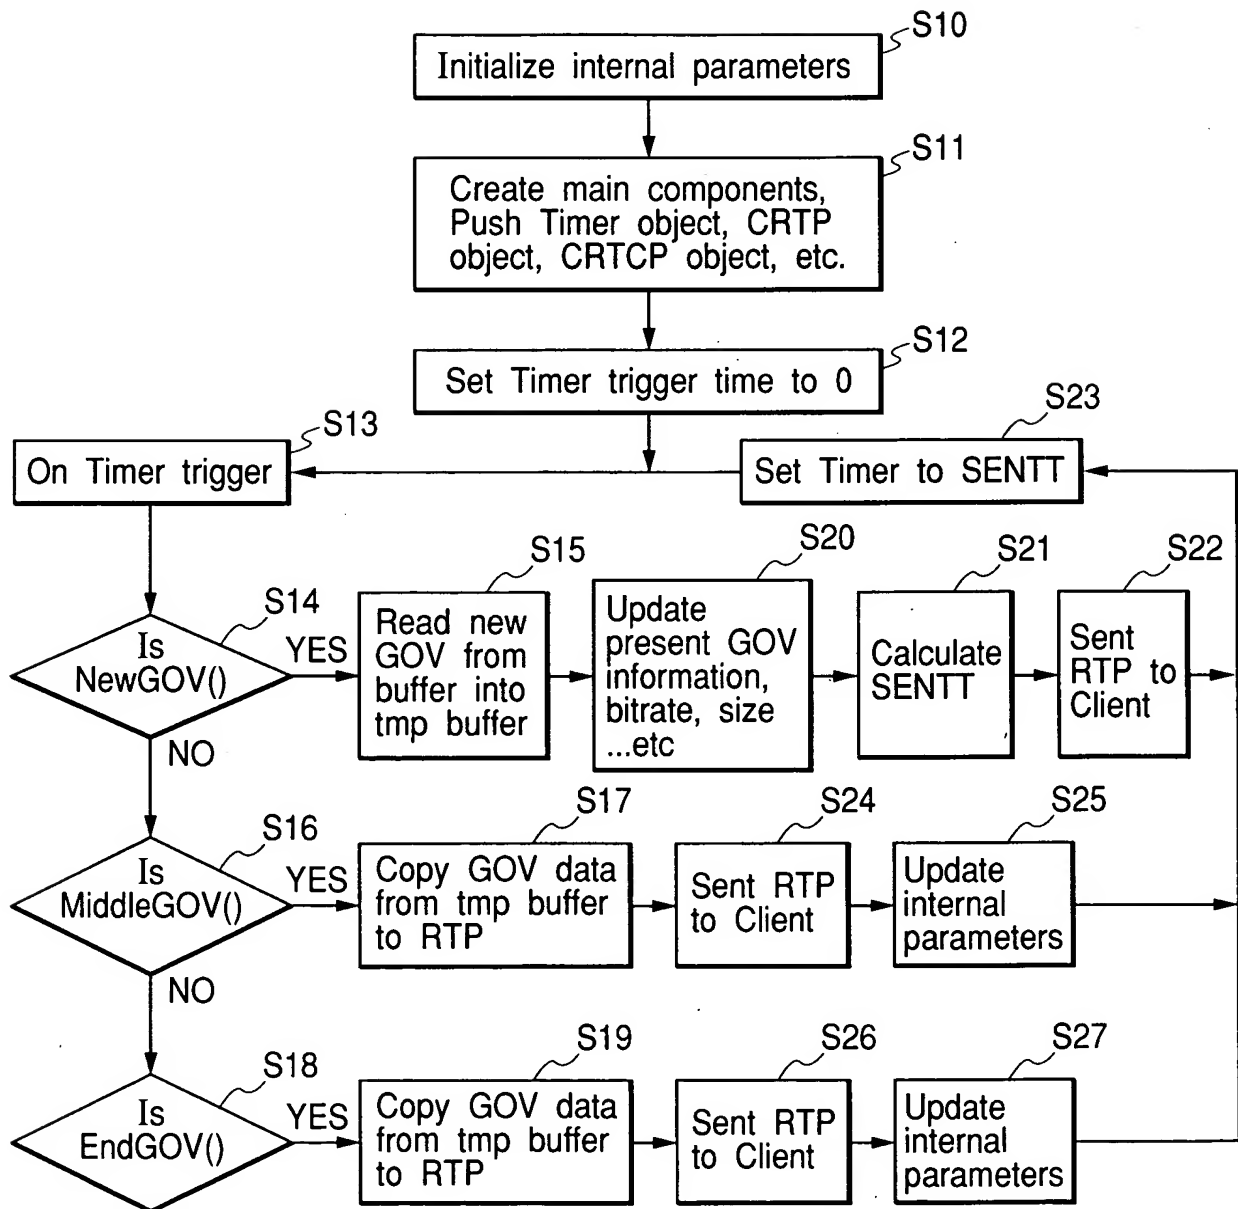 S10
Initialize internal parameters
S11
Create main components,
Push Timer object, CRTP
object, CRTCP object, etc.
S12
Set Timer trigger time to 0
S13
On Timer trigger
S23
Set Timer to SENTT
S14
Is
NewGOV()
YES
NO
S15
Read new
GOV from
buffer into
tmp buffer
S20
Update
present GOV
information,
bitrate, size
...etc
S21
Calculate
SENTT
S22
Sent
RTP to
Client
S16
Is
MiddleGOV()
YES
NO
S17
Copy GOV data
from tmp buffer
to RTP
S24
Sent RTP
to Client
S25
Update
internal
parameters
S18
Is
EndGOV()
YES
S19
Copy GOV data
from tmp buffer
to RTP
S26
Sent RTP
to Client
S27
Update
internal
parameters